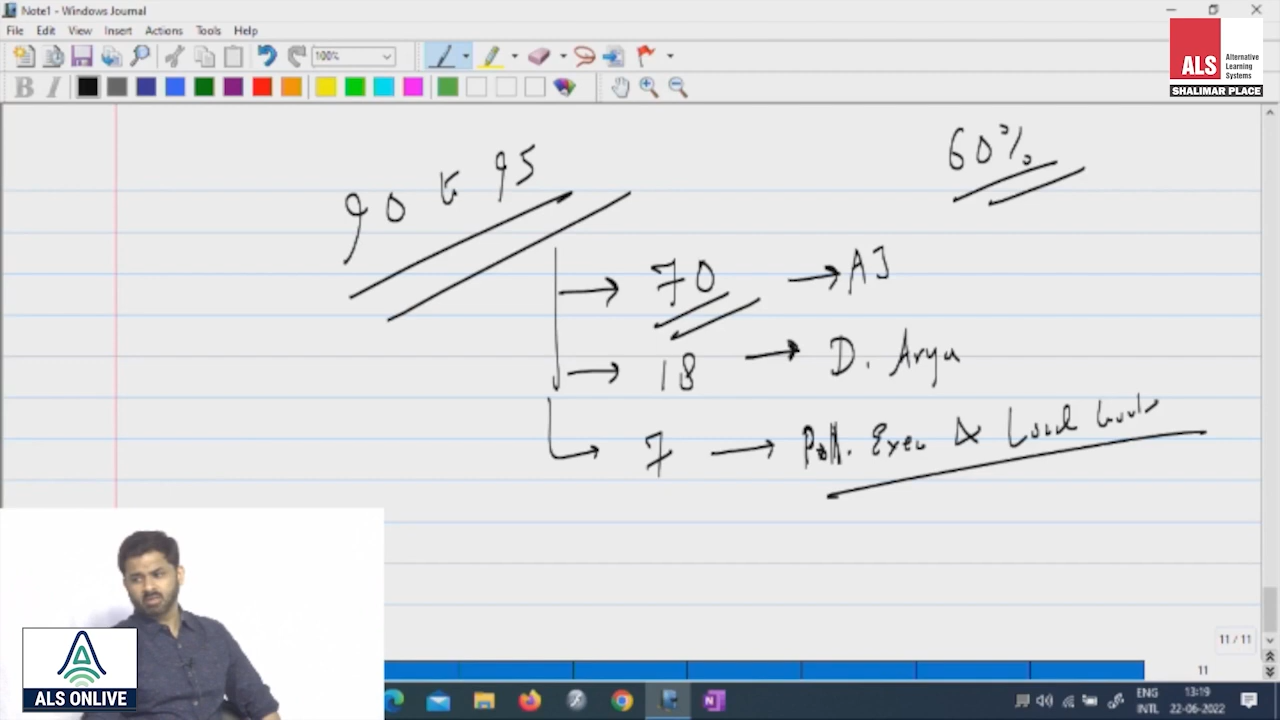 Note1 - Windows Journal
File Edit View Insert Actions Tools Help
100%
B I
ALS Alternative Learning Systems
SHALIMAR PLACE
60%
90 to 95
→ 70 → AJ
→ 18 → D. Arya
→ 7 → Exec & Local
11 / 11
11
ALS ONLIVE
ENG 13:19
INTL 22-06-2022